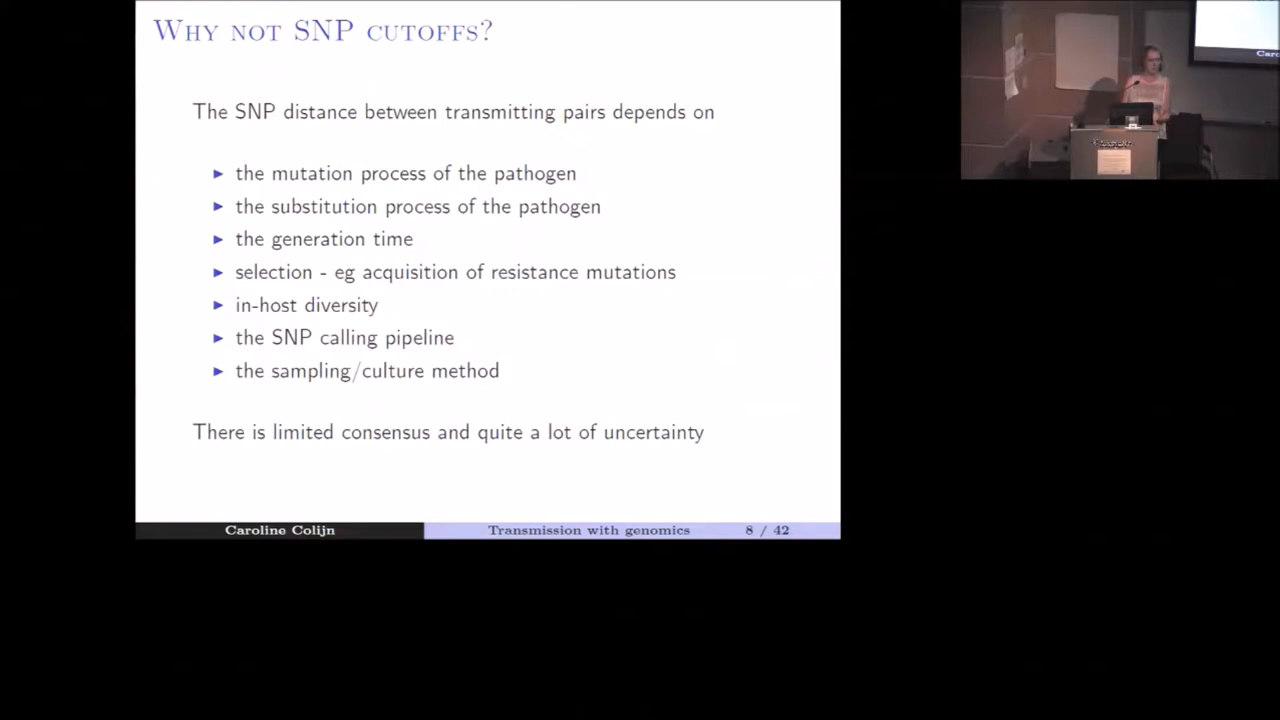 Why not SNP cutoffs?
The SNP distance between transmitting pairs depends on
▶ the mutation process of the pathogen
▶ the substitution process of the pathogen
▶ the generation time
▶ selection - eg acquisition of resistance mutations
▶ in-host diversity
▶ the SNP calling pipeline
▶ the sampling/culture method
There is limited consensus and quite a lot of uncertainty
Caroline Colijn Transmission with genomics 8 / 42